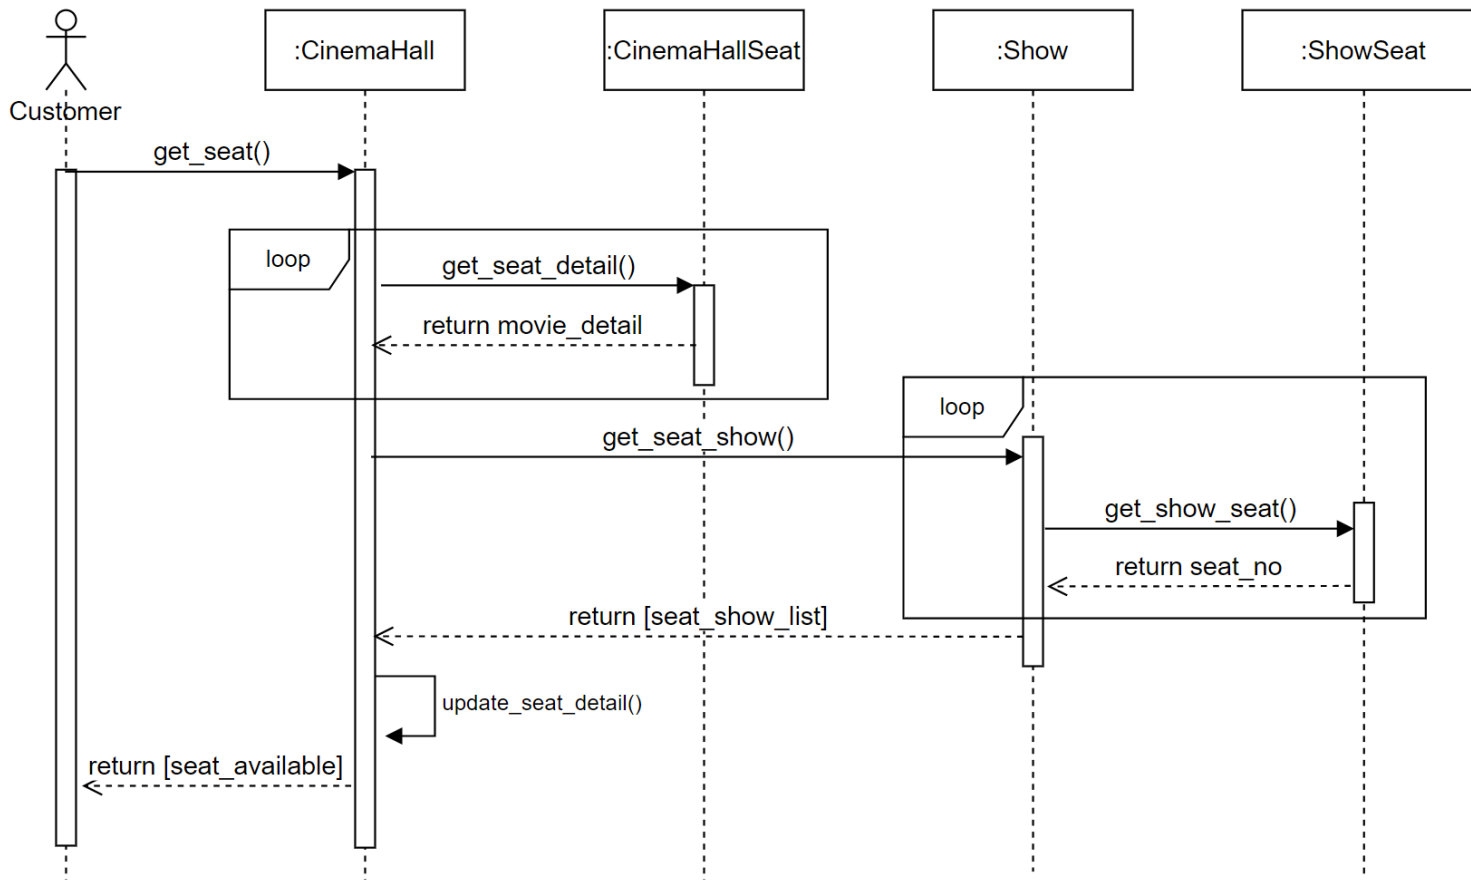 :CinemaHall
:CinemaHallSeat
:Show
:ShowSeat
Customer
get_seat()
loop
get_seat_detail()
return movie_detail
loop
get_seat_show()
get_show_seat()
return seat_no
return [seat_show_list]
update_seat_detail()
return [seat_available]